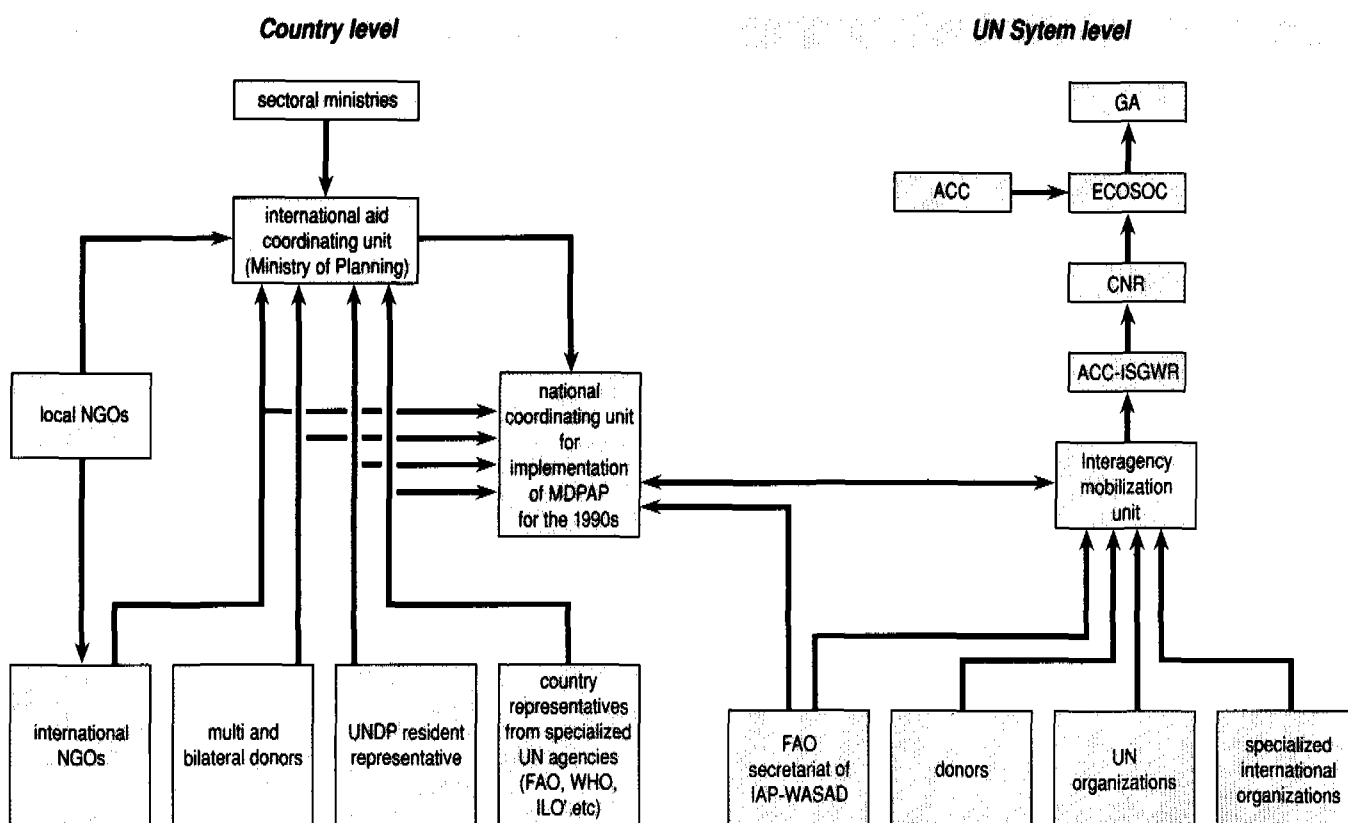 Country level
UN Sytem level
sectoral ministries
GA
ACC
ECOSOC
international aid
coordinating unit
(Ministry of Planning)
CNR
ACC-ISGWR
local NGOs
national
coordinating unit
for
implementation
of MDPAP
for the 1990s
Interagency
mobilization
unit
international
NGOs
multi and
bilateral donors
UNDP resident
representative
country
representatives
from specialized
UN agencies
(FAO, WHO,
ILO' etc)
FAO
secretariat of
IAP-WASAD
donors
UN
organizations
specialized
international
organizations